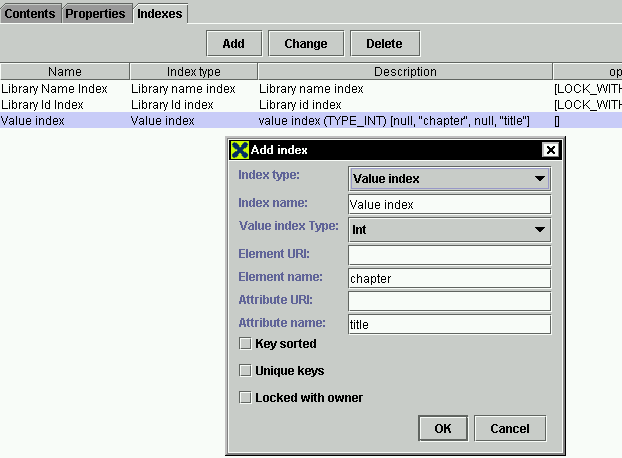 Contents Properties Indexes
Add Change Delete
Name Index type Description op
Library Name Index Library name index Library name index [LOCK_WITH
Library Id Index Library Id index Library id index [LOCK_WITH
Value index Value index value index (TYPE_INT) [null, "chapter", null, "title"] []
Add index
Index type: Value index
Index name: Value index
Value index Type: Int
Element URI:
Element name: chapter
Attribute URI:
Attribute name: title
Key sorted
Unique keys
Locked with owner
OK Cancel